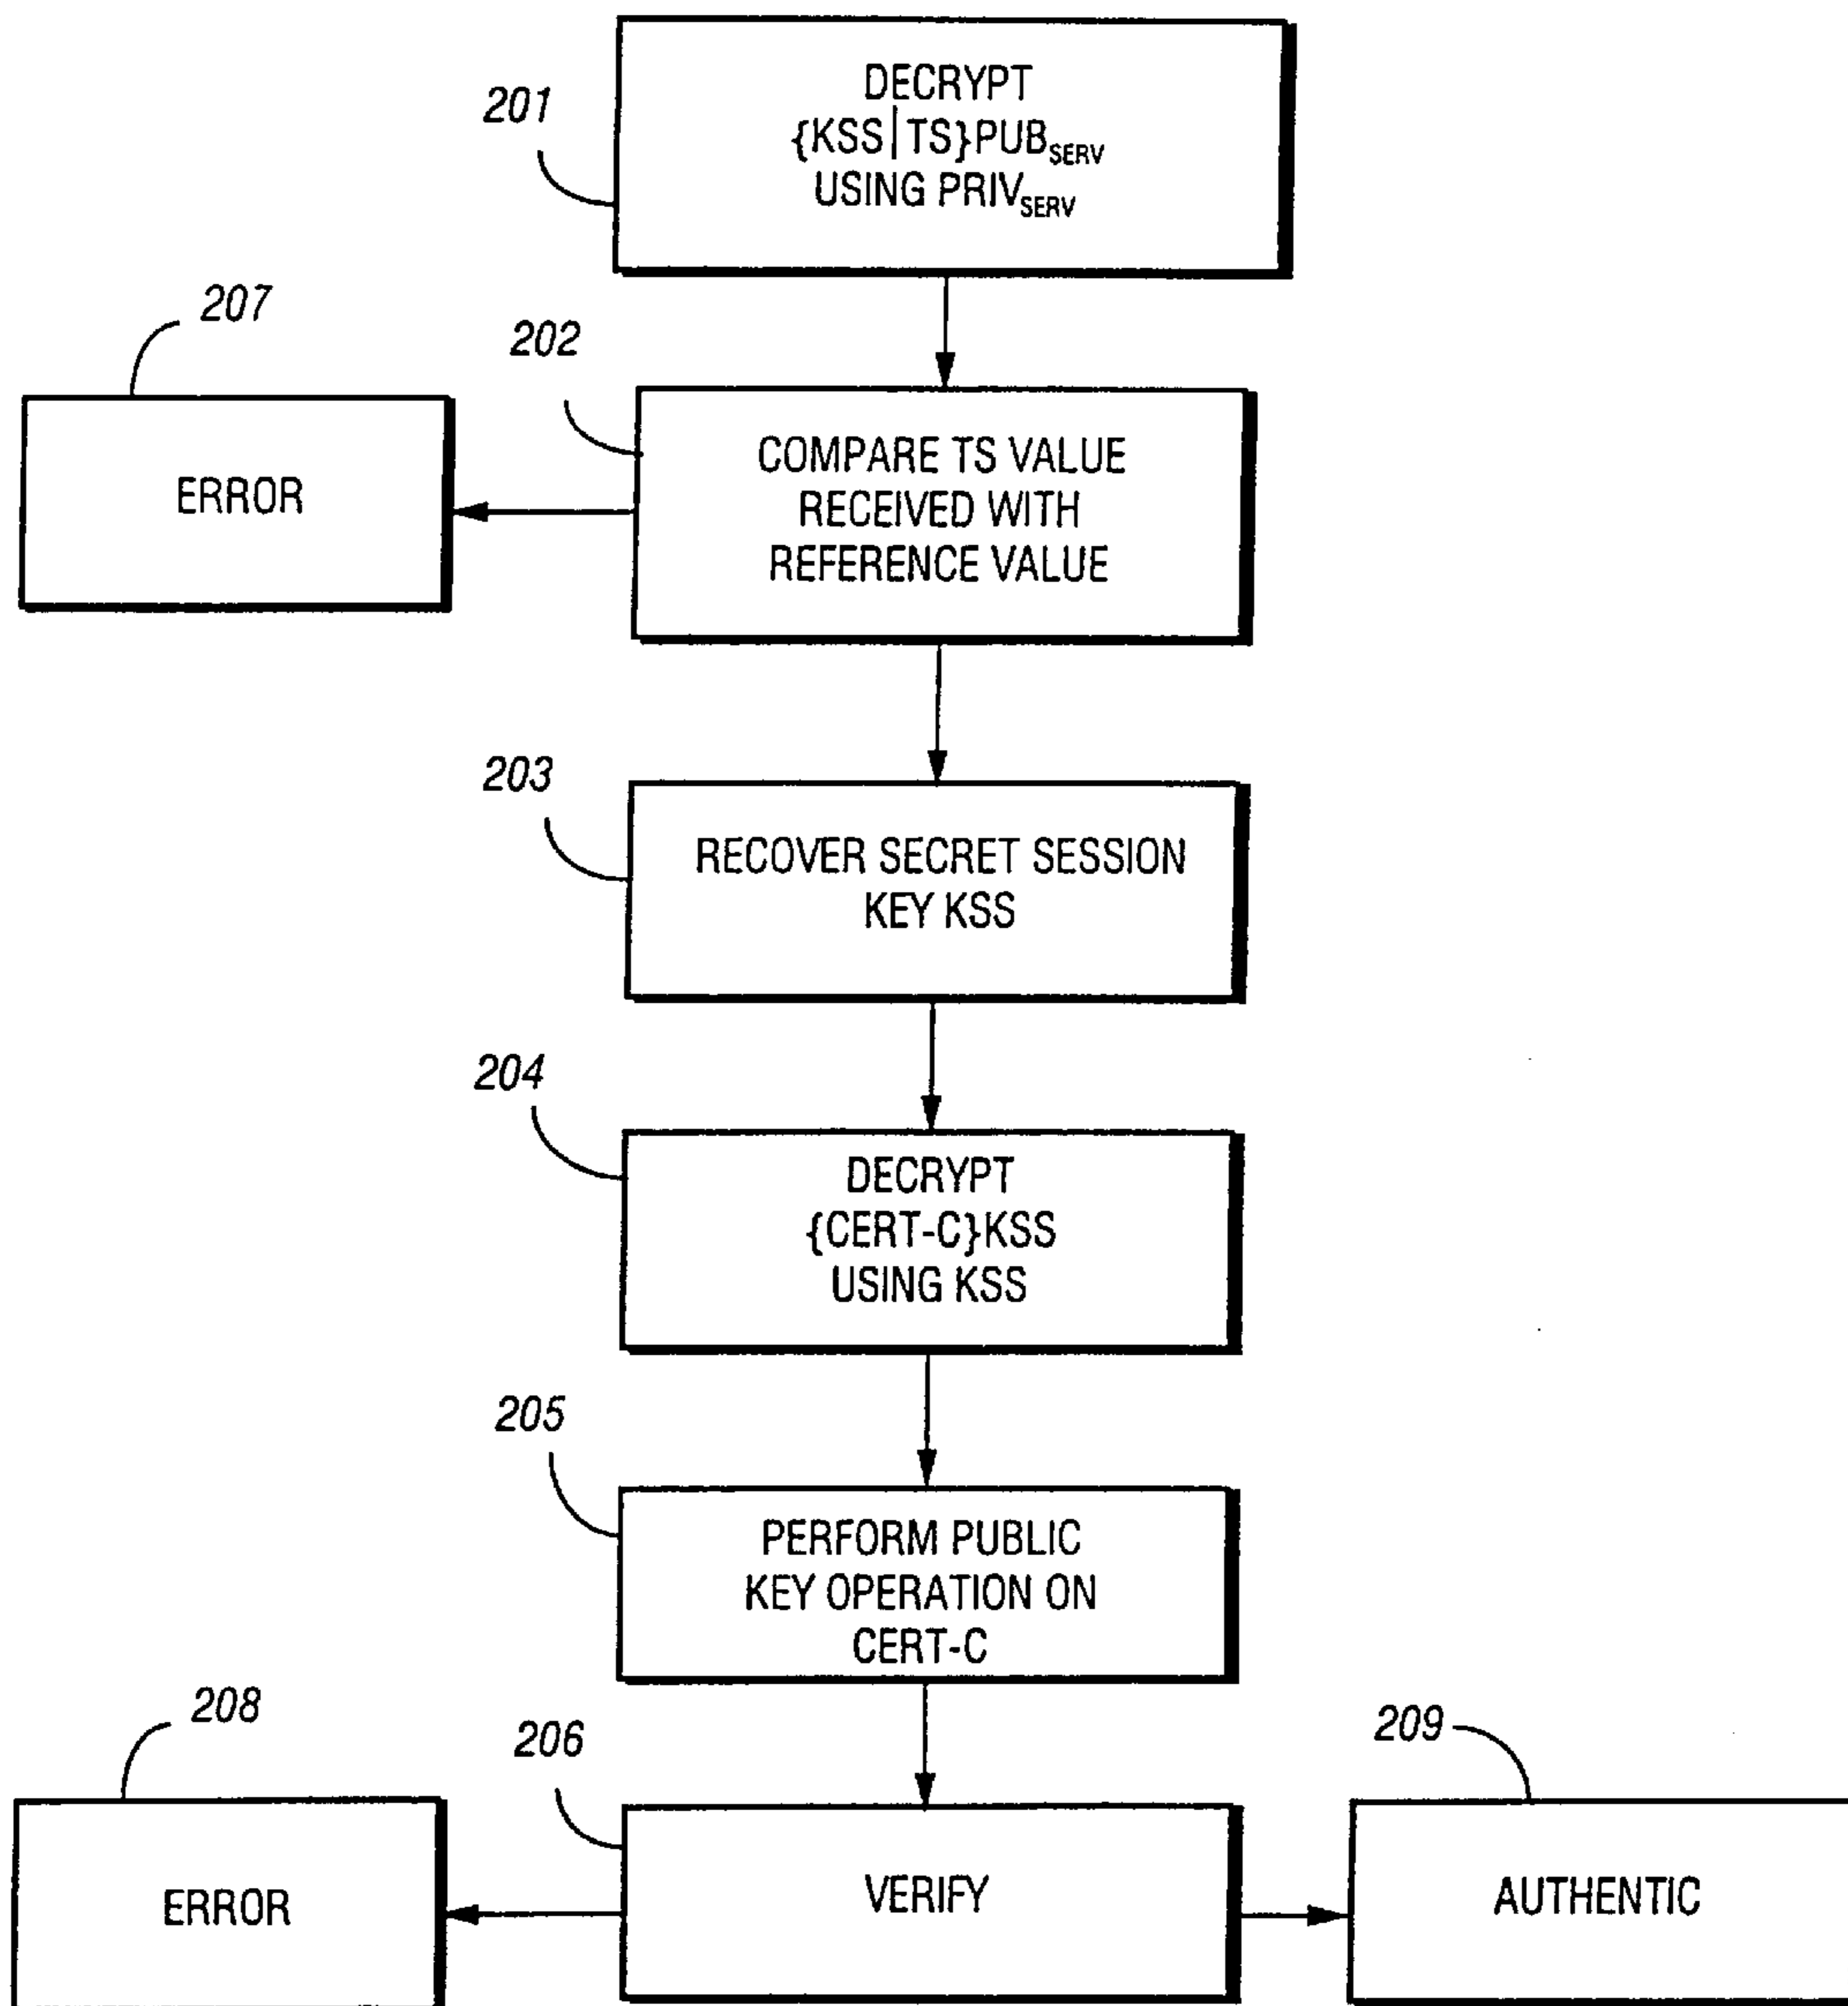 201
DECRYPT
{KSS|TS}PUB_SERV
USING PRIV_SERV
207
202
ERROR
COMPARE TS VALUE
RECEIVED WITH
REFERENCE VALUE
203
RECOVER SECRET SESSION
KEY KSS
204
DECRYPT
{CERT-C}KSS
USING KSS
205
PERFORM PUBLIC
KEY OPERATION ON
CERT-C
208
206
209
ERROR
VERIFY
AUTHENTIC